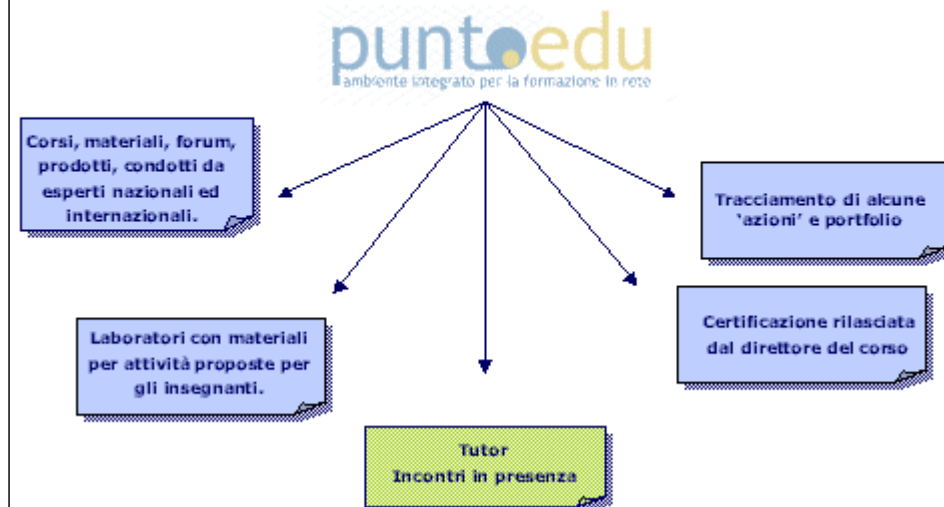 puntoedu
ambiente integrato per la formazione in rete
Corsi, materiali, forum,
prodotti, condotti da
esperti nazionali ed
internazionali.
Tracciamento di alcune
‘azioni’ e portfolio
Laboratori con materiali
per attività proposte per
gli insegnanti.
Certificazione rilasciata
dal direttore del corso
Tutor
Incontri in presenza